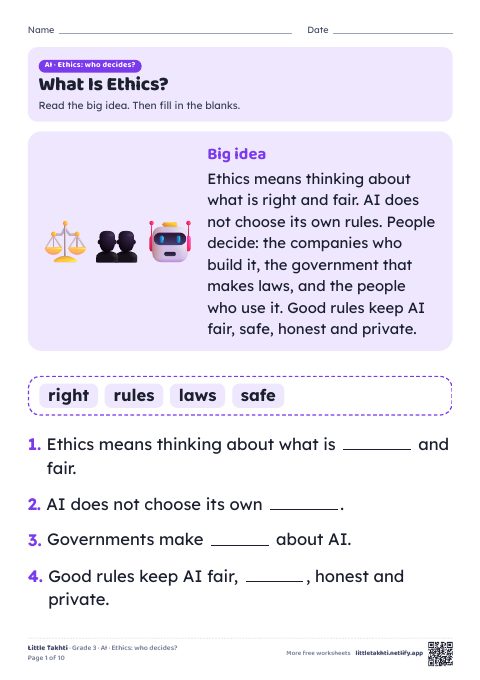 Name Date
AI · Ethics: who decides?
What Is Ethics?
Read the big idea. Then fill in the blanks.
Big idea
Ethics means thinking about
what is right and fair. AI does
not choose its own rules. People
decide: the companies who
build it, the government that
makes laws, and the people
who use it. Good rules keep AI
fair, safe, honest and private.
right rules laws safe
1. Ethics means thinking about what is ________ and
fair.
2. AI does not choose its own ________.
3. Governments make _______ about AI.
4. Good rules keep AI fair, _______, honest and
private.
Little Takhti · Grade 3 · AI · Ethics: who decides?
Page 1 of 10
More free worksheets · littletakhti.netlify.app